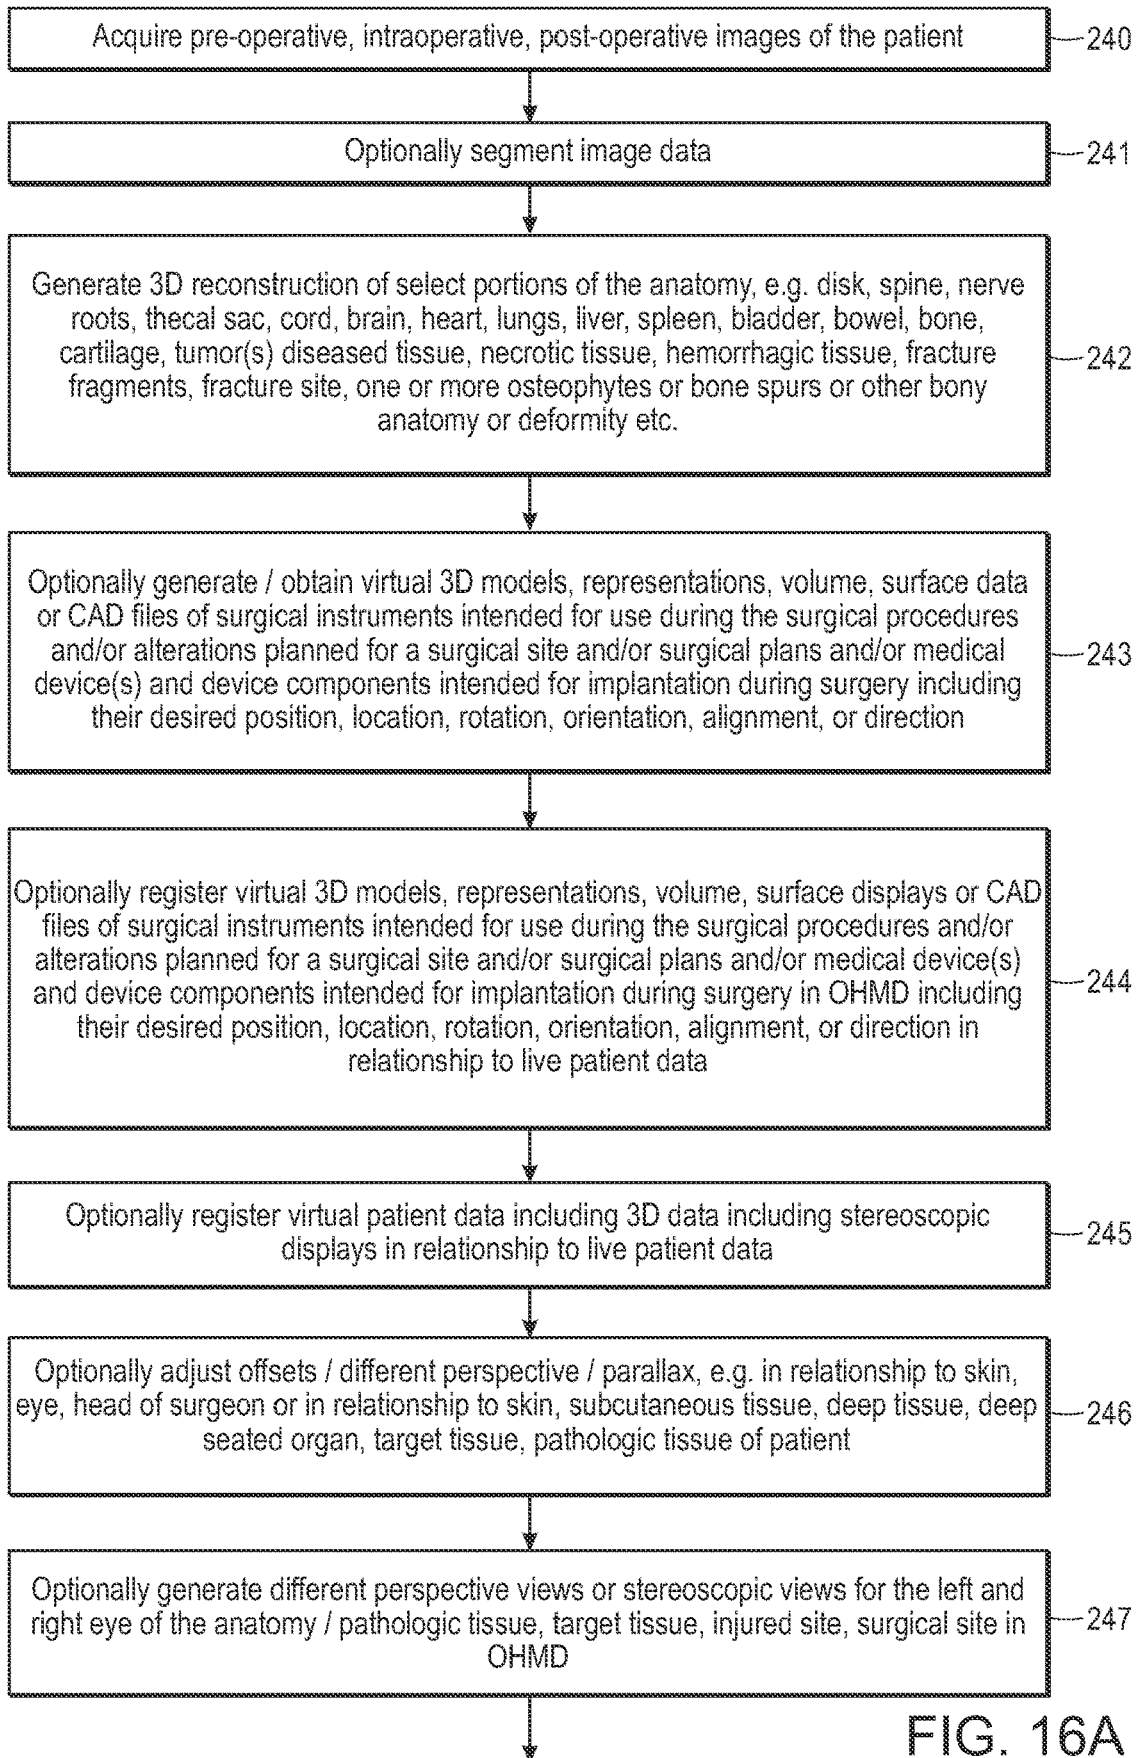 Acquire pre-operative, intraoperative, post-operative images of the patient
240
Optionally segment image data
241
Generate 3D reconstruction of select portions of the anatomy, e.g. disk, spine, nerve
roots, thecal sac, cord, brain, heart, lungs, liver, spleen, bladder, bowel, bone,
cartilage, tumor(s) diseased tissue, necrotic tissue, hemorrhagic tissue, fracture
fragments, fracture site, one or more osteophytes or bone spurs or other bony
anatomy or deformity etc.
242
Optionally generate / obtain virtual 3D models, representations, volume, surface data
or CAD files of surgical instruments intended for use during the surgical procedures
and/or alterations planned for a surgical site and/or surgical plans and/or medical
device(s) and device components intended for implantation during surgery including
their desired position, location, rotation, orientation, alignment, or direction
243
Optionally register virtual 3D models, representations, volume, surface displays or CAD
files of surgical instruments intended for use during the surgical procedures and/or
alterations planned for a surgical site and/or surgical plans and/or medical device(s)
and device components intended for implantation during surgery in OHMD including
their desired position, location, rotation, orientation, alignment, or direction in
relationship to live patient data
244
Optionally register virtual patient data including 3D data including stereoscopic
displays in relationship to live patient data
245
Optionally adjust offsets / different perspective / parallax, e.g. in relationship to skin,
eye, head of surgeon or in relationship to skin, subcutaneous tissue, deep tissue, deep
seated organ, target tissue, pathologic tissue of patient
246
Optionally generate different perspective views or stereoscopic views for the left and
right eye of the anatomy / pathologic tissue, target tissue, injured site, surgical site in
OHMD
247
FIG. 16A